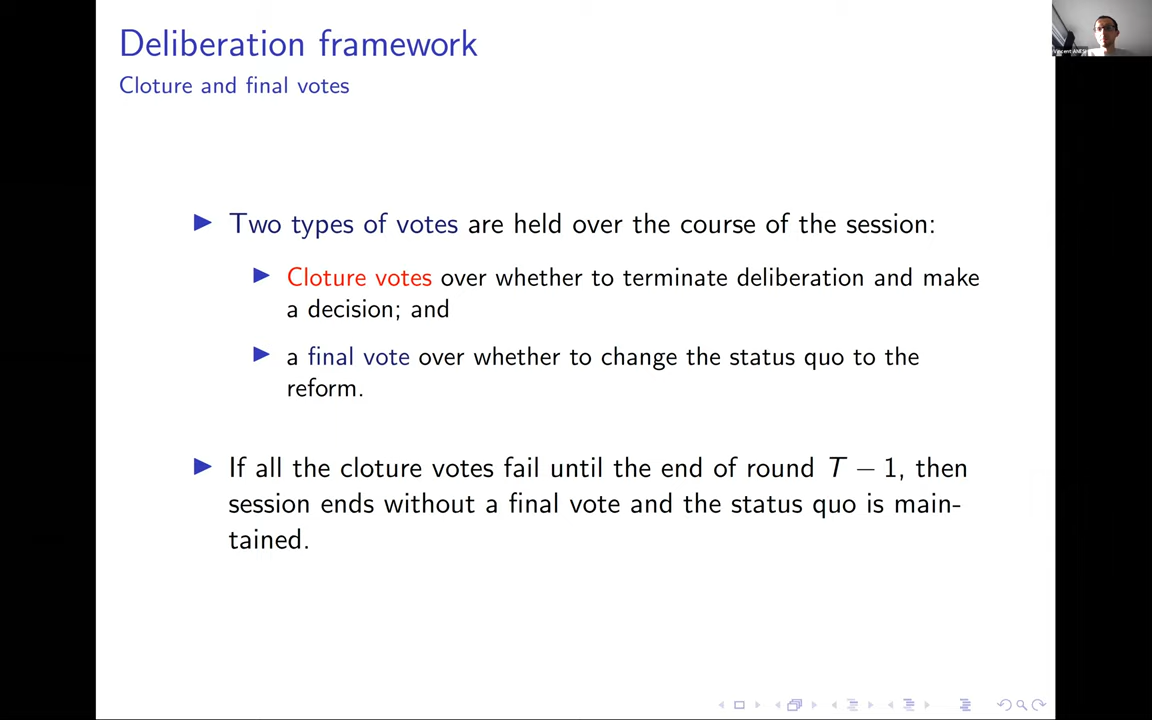 Deliberation framework
Cloture and final votes
Two types of votes are held over the course of the session:
Cloture votes over whether to terminate deliberation and make
a decision; and
a final vote over whether to change the status quo to the
reform.
If all the cloture votes fail until the end of round T − 1, then
session ends without a final vote and the status quo is main-
tained.
Vincent